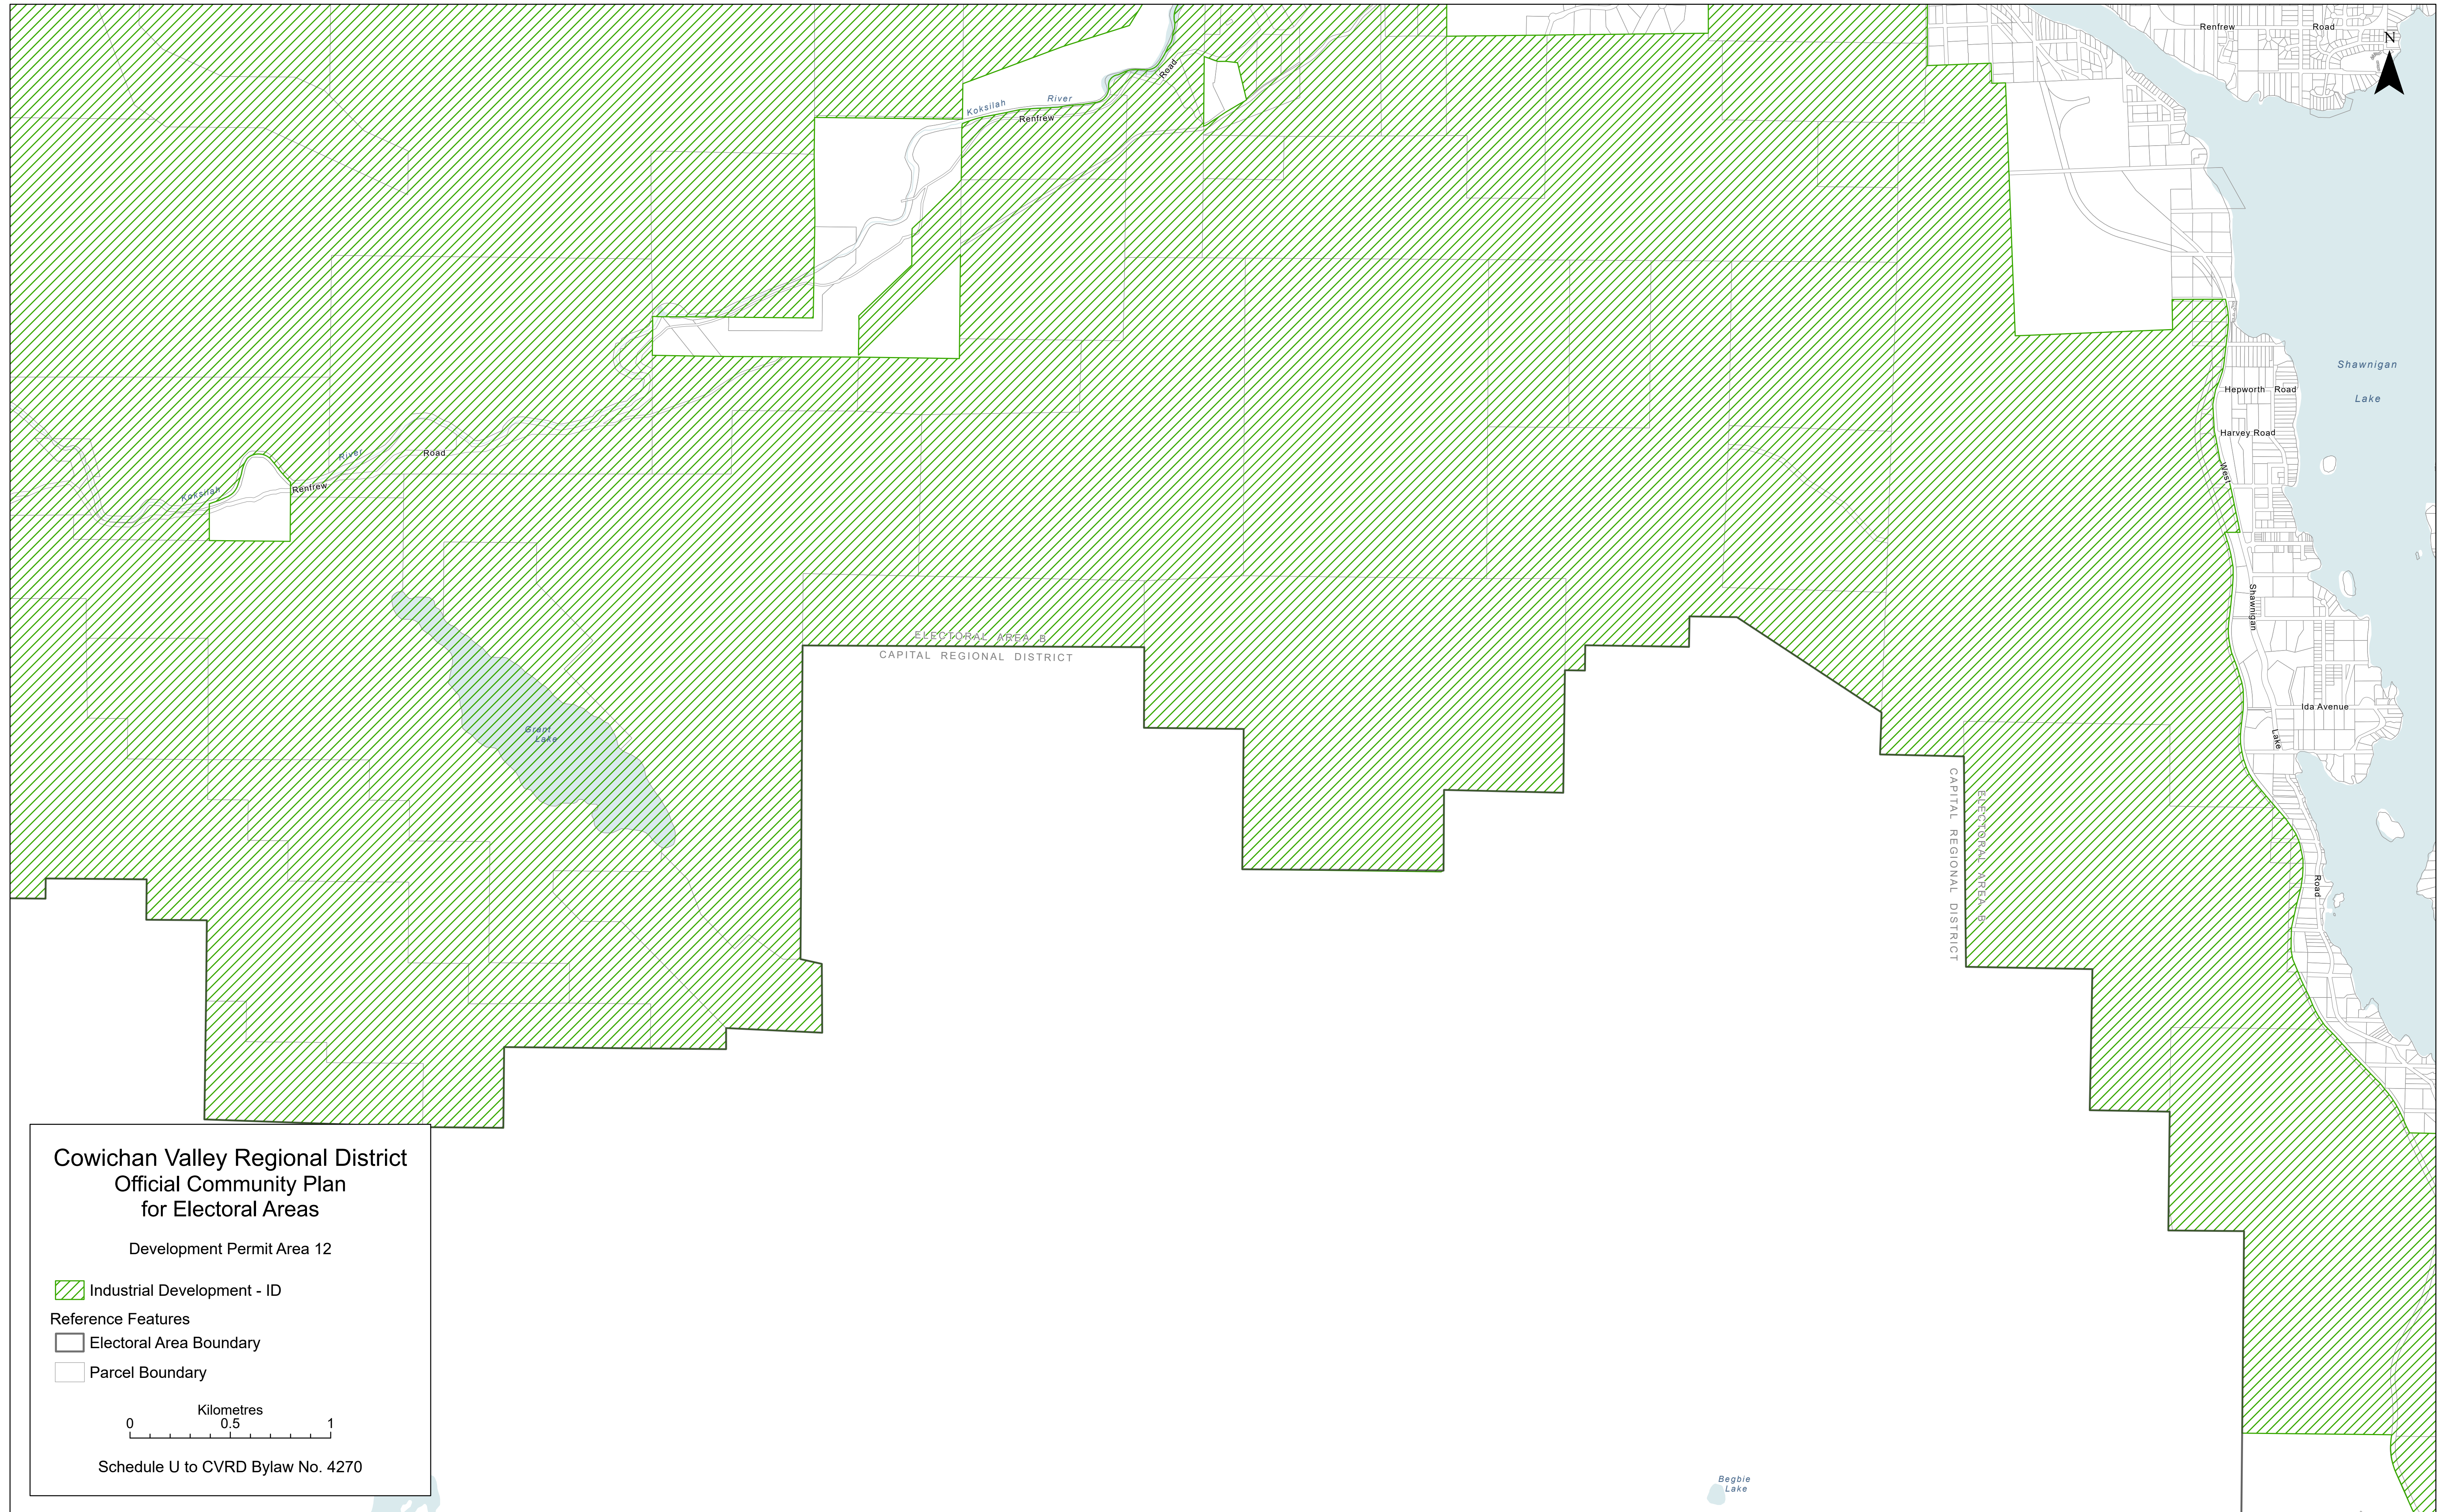 Renfrew Road
N
Koksilah River
Renfrew
Road
Shawnigan
Lake
Hepworth Road
Harvey Road
West
Koksilah
River
Renfrew
Road
Shawnigan
ELECTORAL AREA B
CAPITAL REGIONAL DISTRICT
Grant
Lake
Ida Avenue
Lake
CAPITAL REGIONAL DISTRICT
ELECTORAL AREA B
Road
Cowichan Valley Regional District
Official Community Plan
for Electoral Areas
Development Permit Area 12
Industrial Development - ID
Reference Features
Electoral Area Boundary
Parcel Boundary
Kilometres
0 0.5 1
Schedule U to CVRD Bylaw No. 4270
Begbie
Lake